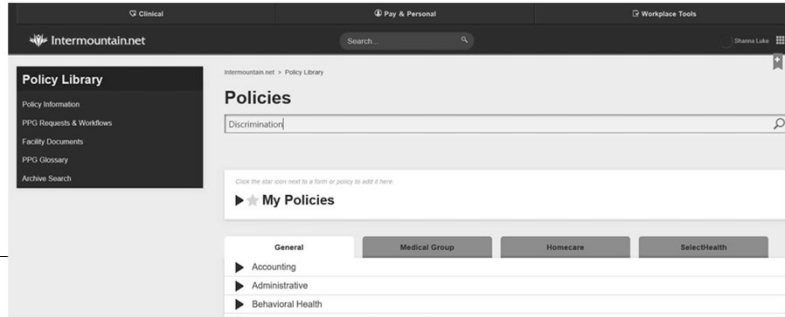 Clinical
Pay & Personal
Workplace Tools
Intermountain.net
Search...
Shanna Luke
Policy Library
Policy Information
PPG Requests & Workflows
Facility Documents
PPG Glossary
Archive Search
Intermountain.net > Policy Library
Policies
Discrimination
Click the star icon next to a form or policy to add it here.
My Policies
General
Medical Group
Homecare
SelectHealth
Accounting
Administrative
Behavioral Health